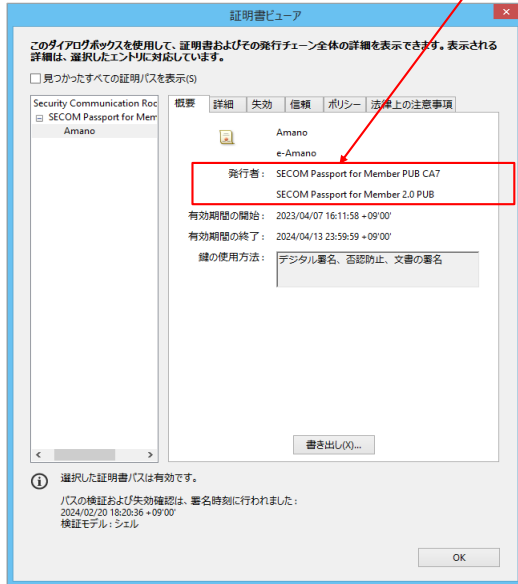 証明書ビューア
このダイアログボックスを使用して、証明書およびその発行チェーン全体の詳細を表示できます。表示される
詳細は、選択したエントリに対応しています。
見つかったすべての証明パスを表示(S)
Security Communication Roo
SECOM Passport for Mem
Amano
概要 詳細 失効 信頼 ポリシー 法律上の注意事項
Amano
e-Amano
発行者: SECOM Passport for Member PUB CA7
SECOM Passport for Member 2.0 PUB
有効期間の開始: 2023/04/07 16:11:58 +09'00'
有効期間の終了: 2024/04/13 23:59:59 +09'00'
鍵の使用方法: デジタル署名、否認防止、文書の署名
書き出し(X)...
選択した証明書パスは有効です。
パスの検証および失効確認は、署名時刻に行われました:
2024/02/20 18:20:36 +09'00'
検証モデル: シェル
OK